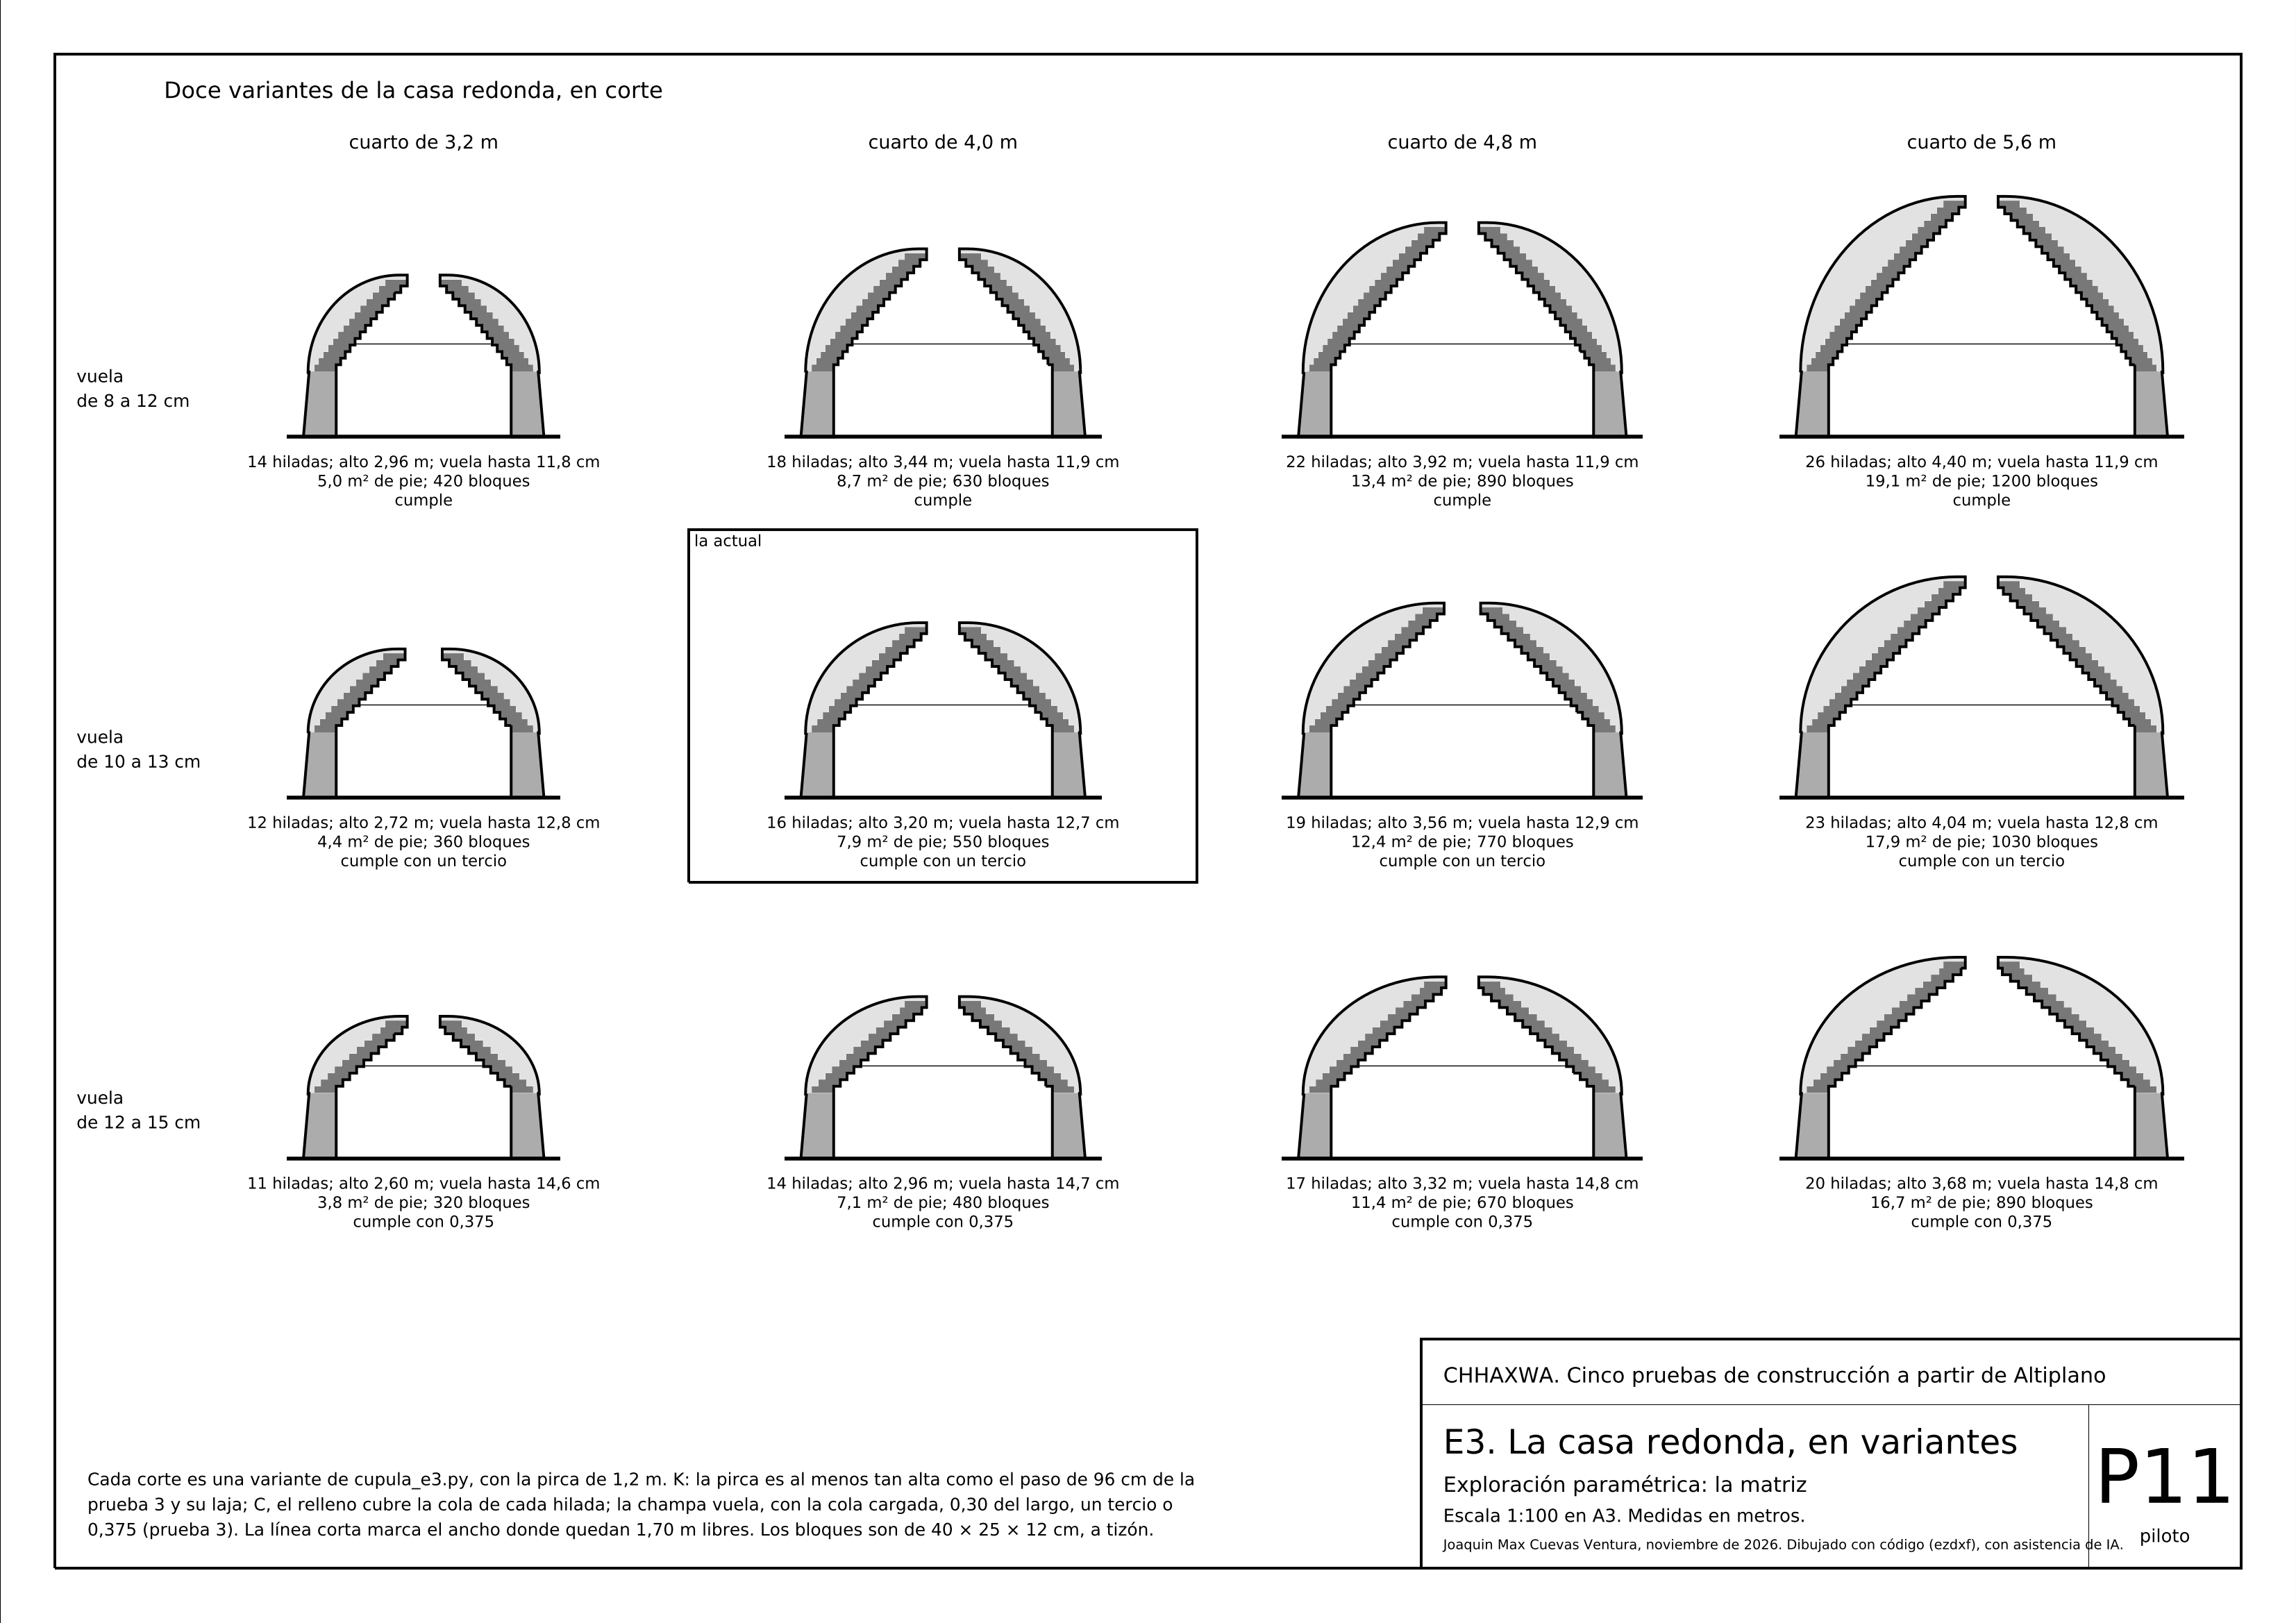 Doce variantes de la casa redonda, en corte
cuarto de 3,2 m
cuarto de 4,0 m
cuarto de 4,8 m
cuarto de 5,6 m
vuela
de 8 a 12 cm
14 hiladas; alto 2,96 m; vuela hasta 11,8 cm
5,0 m² de pie; 420 bloques
cumple
18 hiladas; alto 3,44 m; vuela hasta 11,9 cm
8,7 m² de pie; 630 bloques
cumple
22 hiladas; alto 3,92 m; vuela hasta 11,9 cm
13,4 m² de pie; 890 bloques
cumple
26 hiladas; alto 4,40 m; vuela hasta 11,9 cm
19,1 m² de pie; 1200 bloques
cumple
vuela
de 10 a 13 cm
12 hiladas; alto 2,72 m; vuela hasta 12,8 cm
4,4 m² de pie; 360 bloques
cumple con un tercio
la actual
16 hiladas; alto 3,20 m; vuela hasta 12,7 cm
7,9 m² de pie; 550 bloques
cumple con un tercio
19 hiladas; alto 3,56 m; vuela hasta 12,9 cm
12,4 m² de pie; 770 bloques
cumple con un tercio
23 hiladas; alto 4,04 m; vuela hasta 12,8 cm
17,9 m² de pie; 1030 bloques
cumple con un tercio
vuela
de 12 a 15 cm
11 hiladas; alto 2,60 m; vuela hasta 14,6 cm
3,8 m² de pie; 320 bloques
cumple con 0,375
14 hiladas; alto 2,96 m; vuela hasta 14,7 cm
7,1 m² de pie; 480 bloques
cumple con 0,375
17 hiladas; alto 3,32 m; vuela hasta 14,8 cm
11,4 m² de pie; 670 bloques
cumple con 0,375
20 hiladas; alto 3,68 m; vuela hasta 14,8 cm
16,7 m² de pie; 890 bloques
cumple con 0,375
Cada corte es una variante de cupula_e3.py, con la pirca de 1,2 m. K: la pirca es al menos tan alta como el paso de 96 cm de la
prueba 3 y su laja; C, el relleno cubre la cola de cada hilada; la champa vuela, con la cola cargada, 0,30 del largo, un tercio o
0,375 (prueba 3). La línea corta marca el ancho donde quedan 1,70 m libres. Los bloques son de 40 × 25 × 12 cm, a tizón.
CHHAXWA. Cinco pruebas de construcción a partir de Altiplano
E3. La casa redonda, en variantes
Exploración paramétrica: la matriz
Escala 1:100 en A3. Medidas en metros.
Joaquin Max Cuevas Ventura, noviembre de 2026. Dibujado con código (ezdxf), con asistencia de IA.
P11
piloto